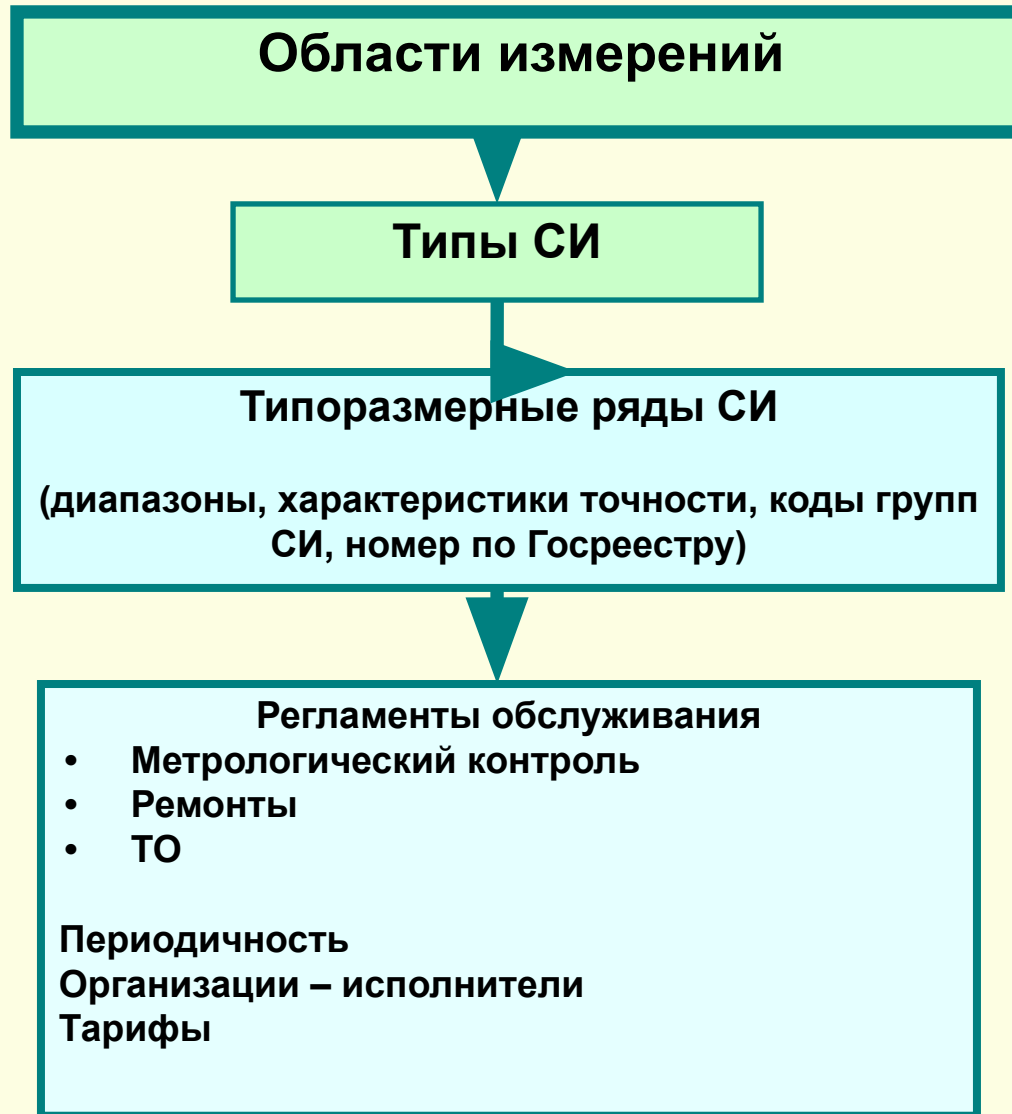 Области измерений
Типы СИ
Типоразмерные ряды СИ
(диапазоны, характеристики точности, коды групп
СИ, номер по Госреестру)
Регламенты обслуживания
• Метрологический контроль
• Ремонты
• ТО
Периодичность
Организации – исполнители
Тарифы